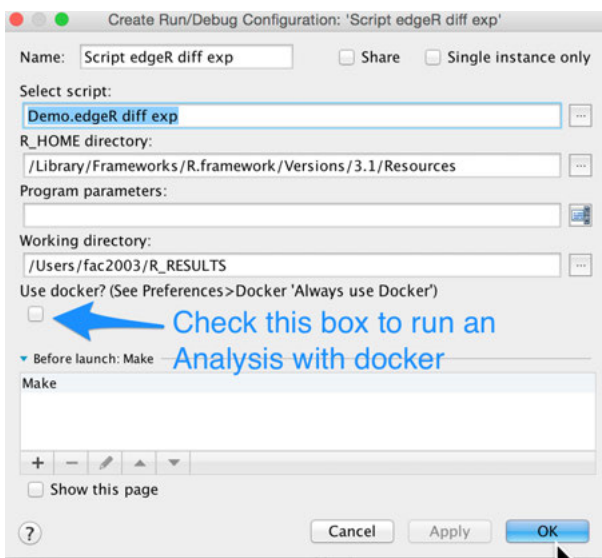 Create Run/Debug Configuration: 'Script edgeR diff exp'
Name: Script edgeR diff exp Share Single instance only
Select script:
Demo.edgeR diff exp
...
R_HOME directory:
/Library/Frameworks/R.framework/Versions/3.1/Resources
...
Program parameters:
Working directory:
/Users/fac2003/R_RESULTS
...
Use docker? (See Preferences>Docker 'Always use Docker')
Check this box to run an
Analysis with docker
Before launch: Make
Make
Show this page
? Cancel Apply OK